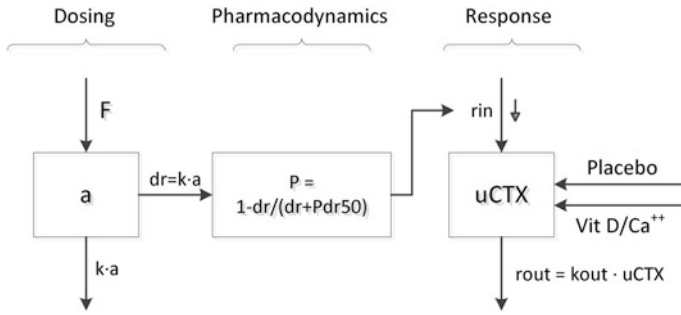 Dosing
Pharmacodynamics
Response
F
rin
a
dr=k·a
P =
1-dr/(dr+Pdr50)
uCTX
Placebo
Vit D/Ca++
k·a
rout = kout · uCTX